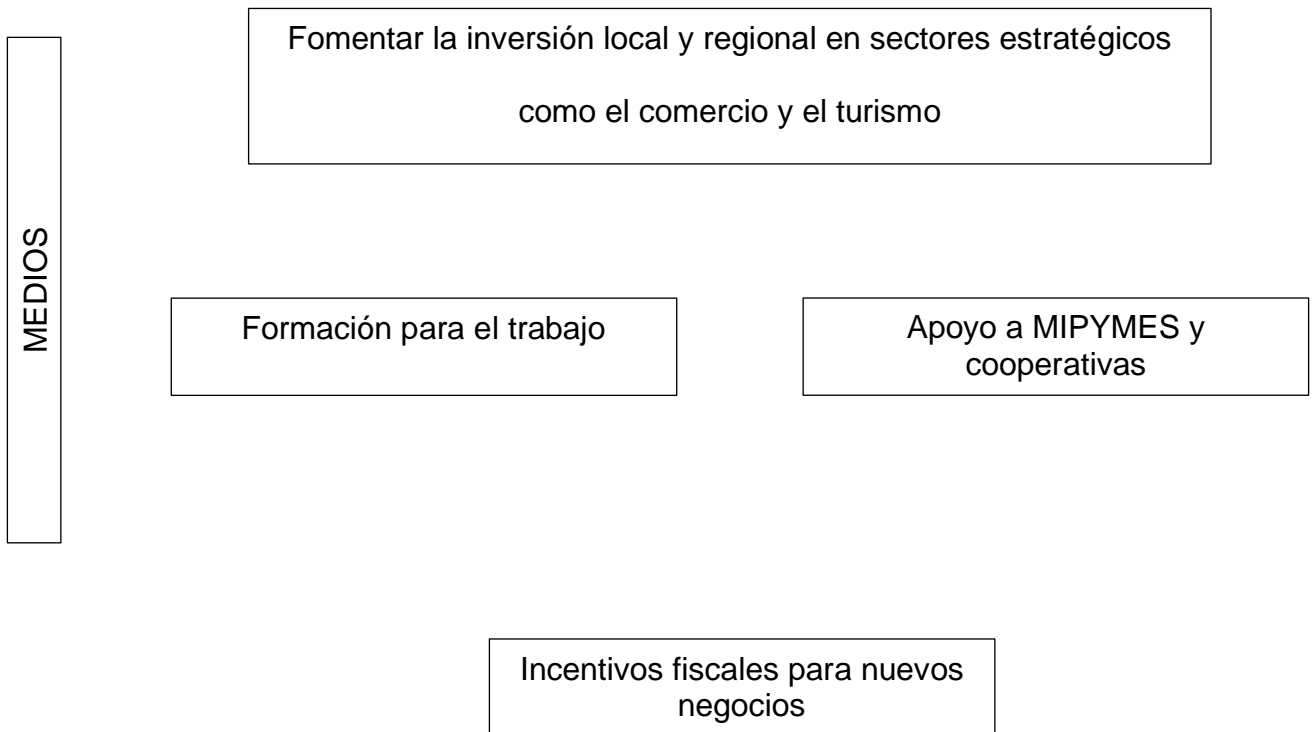 Fomentar la inversión local y regional en sectores estratégicos
como el comercio y el turismo
MEDIOS
Formación para el trabajo
Apoyo a MIPYMES y
cooperativas
Incentivos fiscales para nuevos
negocios